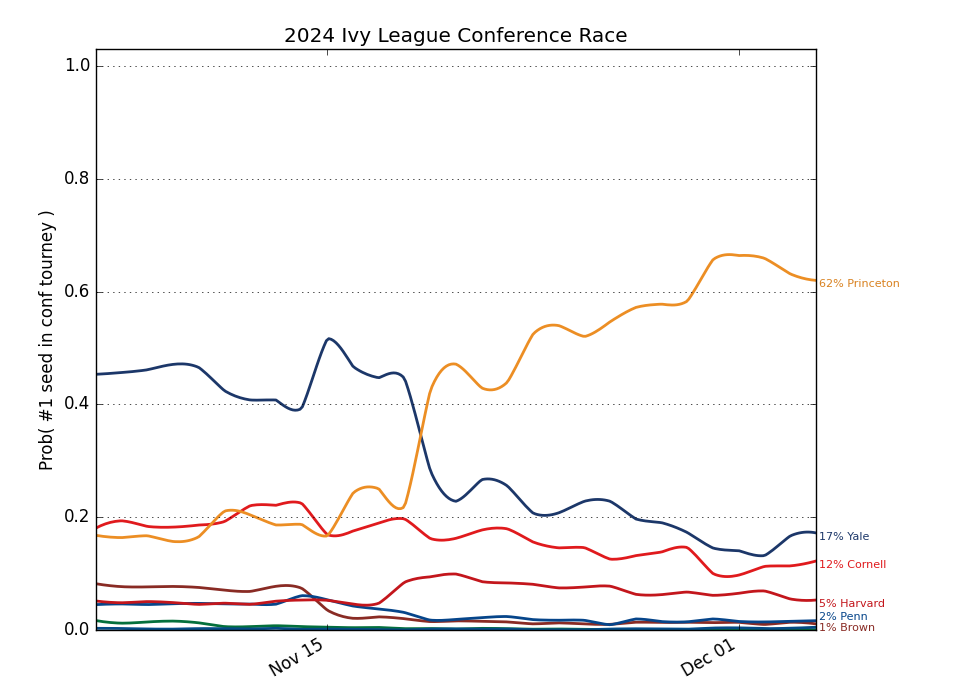 2024 Ivy League Conference Race
Prob( #1 seed in conf tourney )
1.0
0.8
0.6
0.4
0.2
0.0
Nov 15
Dec 01
62% Princeton
17% Yale
12% Cornell
5% Harvard
2% Penn
1% Brown